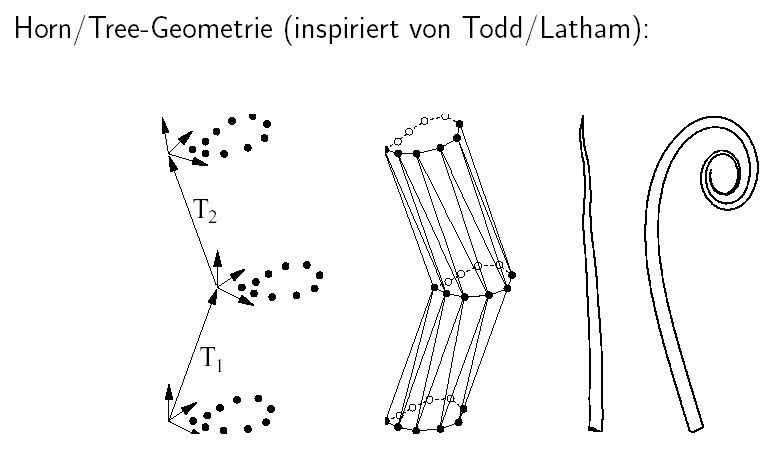 Horn/Tree-Geometrie (inspiriert von Todd/Latham):
T2
T1